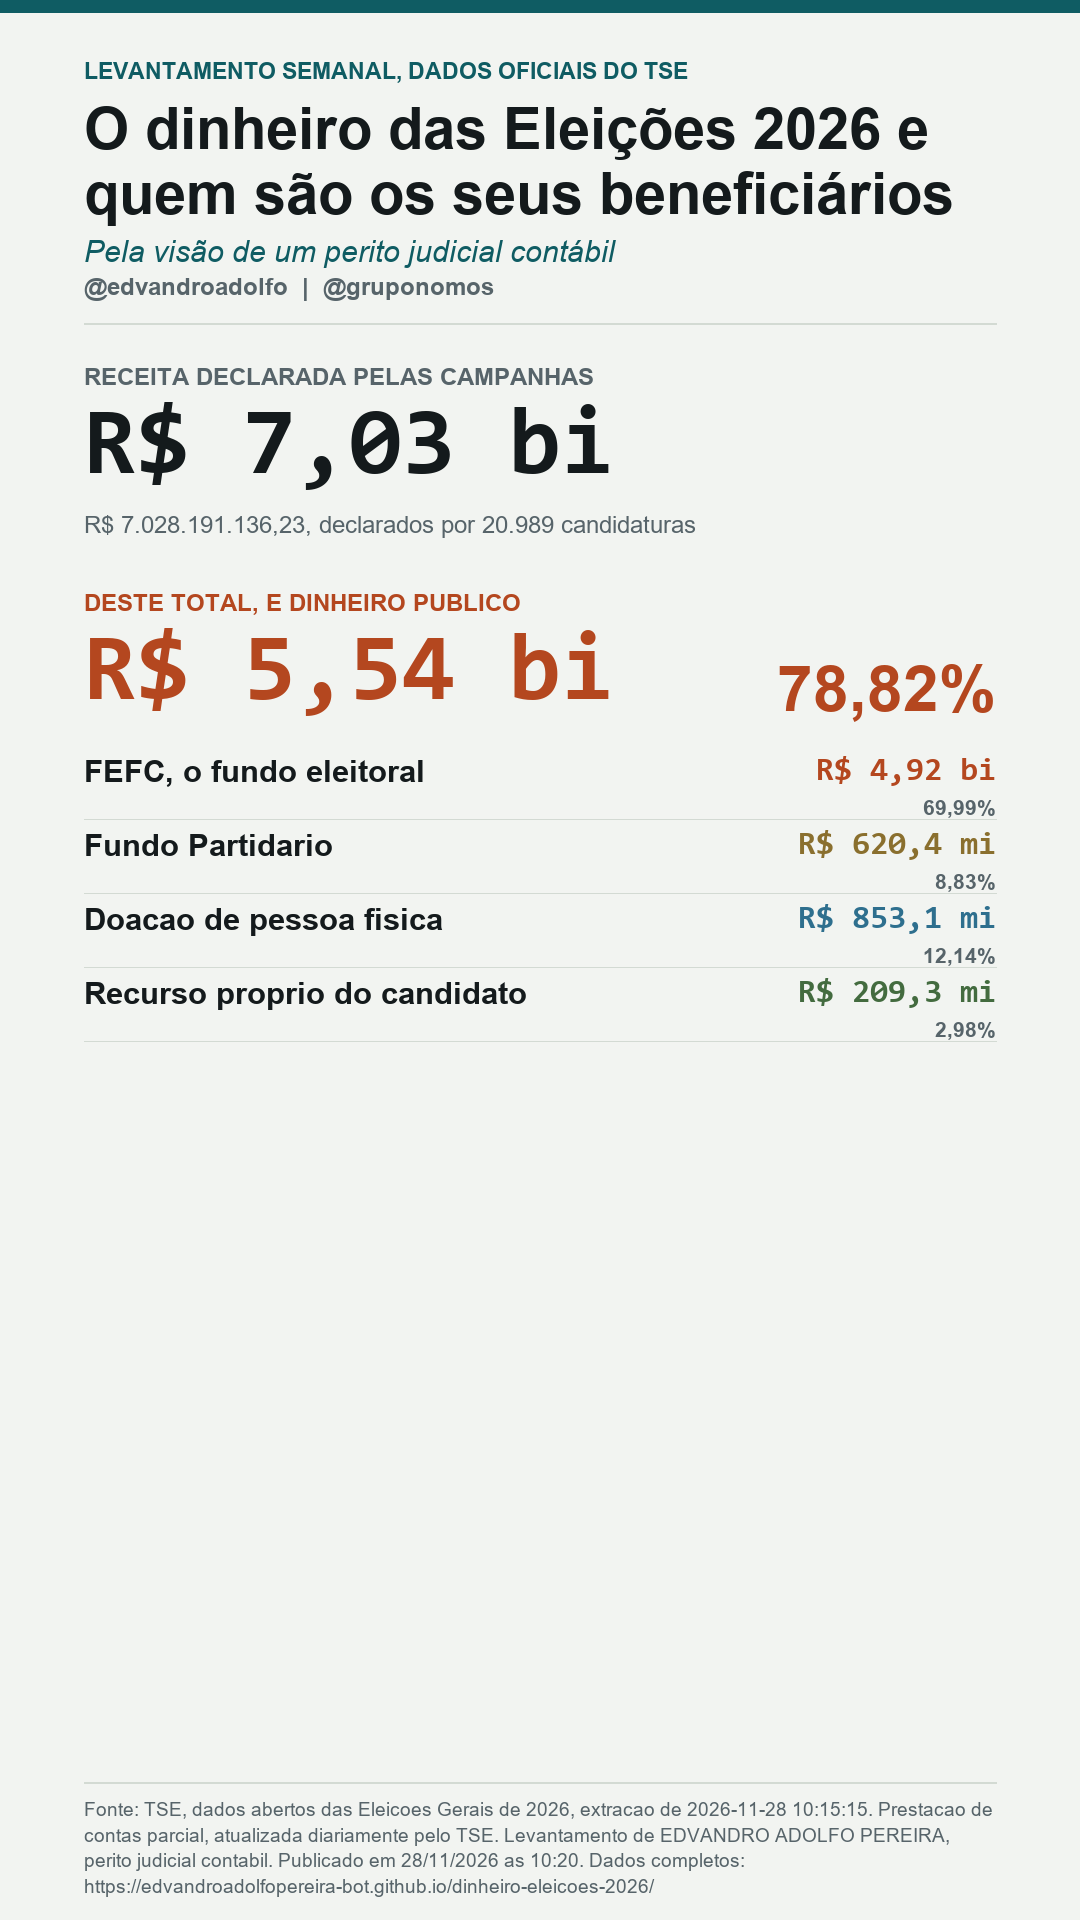 LEVANTAMENTO SEMANAL, DADOS OFICIAIS DO TSE
O dinheiro das Eleições 2026 e
quem são os seus beneficiários
Pela visão de um perito judicial contábil
@edvandroadolfo | @gruponomos
RECEITA DECLARADA PELAS CAMPANHAS
R$ 7,03 bi
R$ 7.028.191.136,23, declarados por 20.989 candidaturas
DESTE TOTAL, E DINHEIRO PUBLICO
R$ 5,54 bi 78,82%
FEFC, o fundo eleitoral R$ 4,92 bi
69,99%
Fundo Partidario R$ 620,4 mi
8,83%
Doacao de pessoa fisica R$ 853,1 mi
12,14%
Recurso proprio do candidato R$ 209,3 mi
2,98%
Fonte: TSE, dados abertos das Eleicoes Gerais de 2026, extracao de 2026-11-28 10:15:15. Prestacao de
contas parcial, atualizada diariamente pelo TSE. Levantamento de EDVANDRO ADOLFO PEREIRA,
perito judicial contabil. Publicado em 28/11/2026 as 10:20. Dados completos:
https://edvandroadolfopereira-bot.github.io/dinheiro-eleicoes-2026/